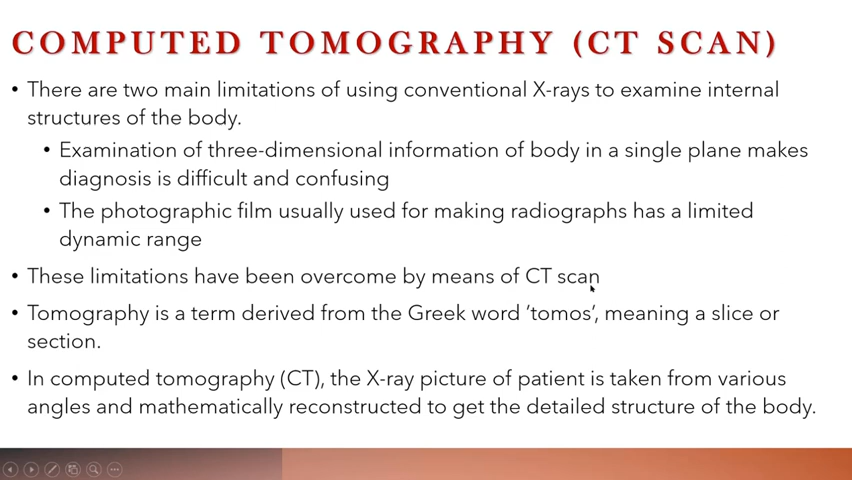 COMPUTED TOMOGRAPHY (CT SCAN)
• There are two main limitations of using conventional X-rays to examine internal
structures of the body.
• Examination of three-dimensional information of body in a single plane makes
diagnosis is difficult and confusing
• The photographic film usually used for making radiographs has a limited
dynamic range
• These limitations have been overcome by means of CT scan
• Tomography is a term derived from the Greek word ‘tomos’, meaning a slice or
section.
• In computed tomography (CT), the X-ray picture of patient is taken from various
angles and mathematically reconstructed to get the detailed structure of the body.